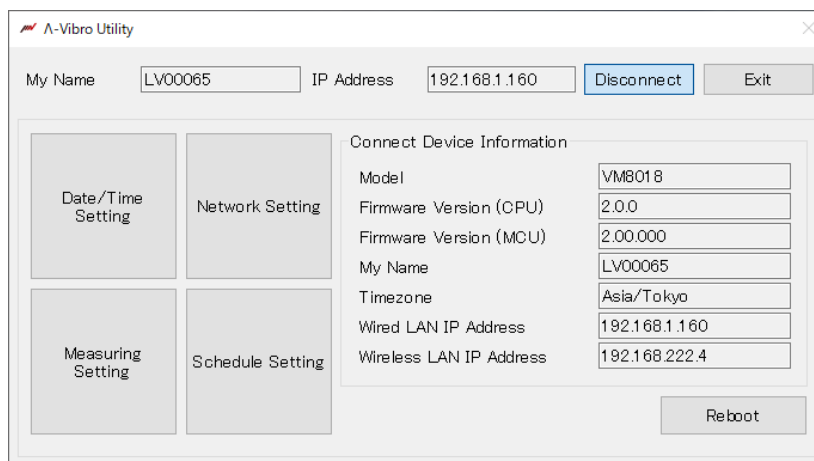 Λ-Vibro Utility
My Name LV00065 IP Address 192.168.1.160 Disconnect Exit
Date/Time
Setting
Network Setting
Measuring
Setting
Schedule Setting
Connect Device Information
Model VM8018
Firmware Version (CPU) 2.0.0
Firmware Version (MCU) 2.00.000
My Name LV00065
Timezone Asia/Tokyo
Wired LAN IP Address 192.168.1.160
Wireless LAN IP Address 192.168.222.4
Reboot